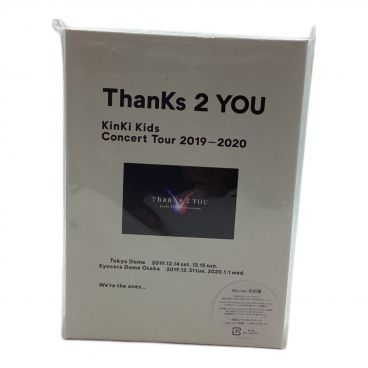 ThanKs 2 YOU
KinKi Kids
Concert Tour 2019–2020
ThanKs 2 YOU
Tokyo Dome 2019.12.14 sat. 12.15 sun.
Kyocera Dome Osaka 2019.12.31 tue. 2020.1.1 wed.
We're the ones...
Blu-ray 初回盤